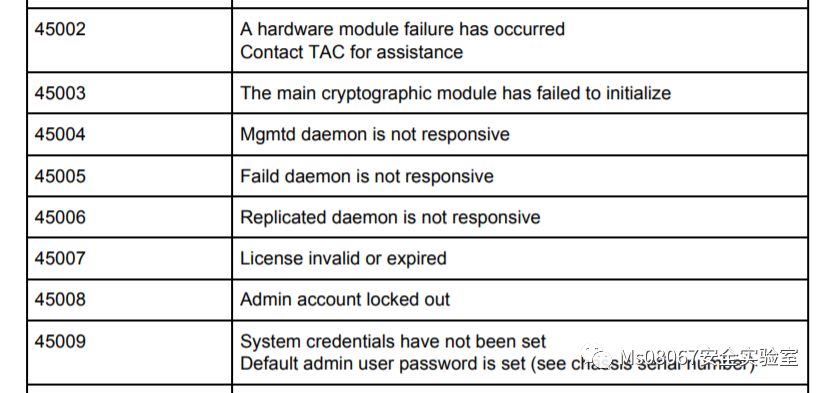 45002
A hardware module failure has occurred
Contact TAC for assistance
45003
The main cryptographic module has failed to initialize
45004
Mgmtd daemon is not responsive
45005
Faild daemon is not responsive
45006
Replicated daemon is not responsive
45007
License invalid or expired
45008
Admin account locked out
45009
System credentials have not been set
Default admin user password is set (see chassis serial number)
Ms08067安全实验室